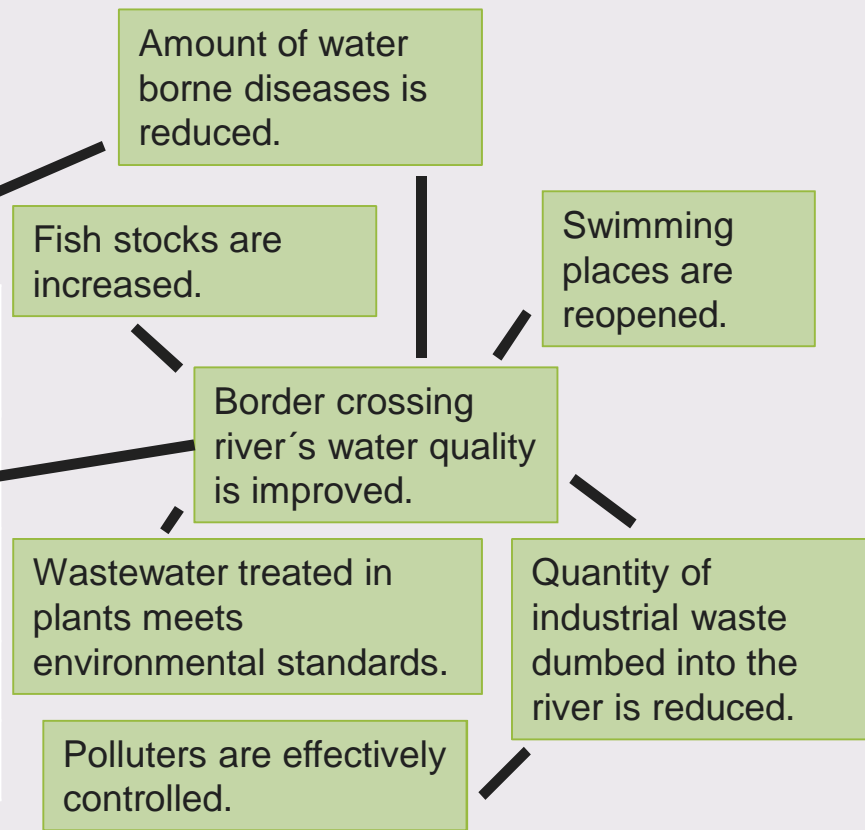 Amount of water
borne diseases is
reduced.
Fish stocks are
increased.
Swimming
places are
reopened.
Border crossing
river´s water quality
is improved.
Wastewater treated in
plants meets
environmental standards.
Quantity of
industrial waste
dumbed into the
river is reduced.
Polluters are effectively
controlled.